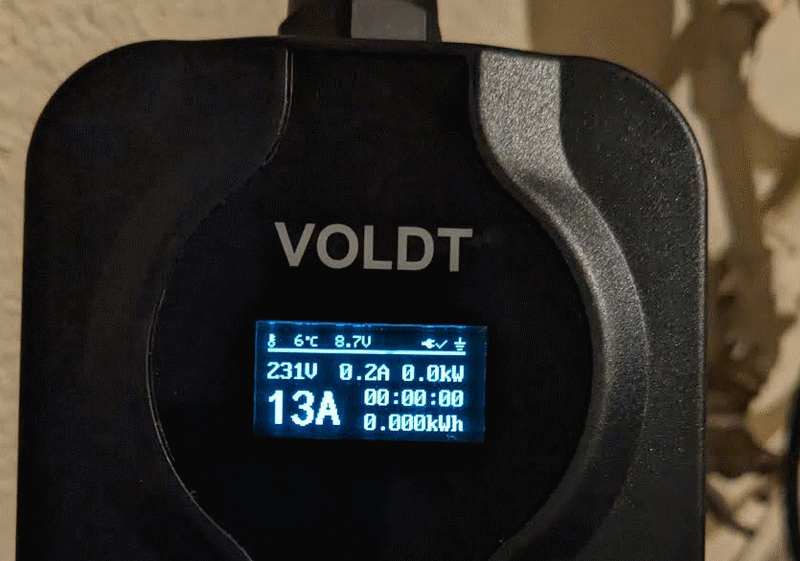 VOLDT
6°C 8.7V
231V 0.2A 0.0kW
13A 00:00:00
0.000kWh